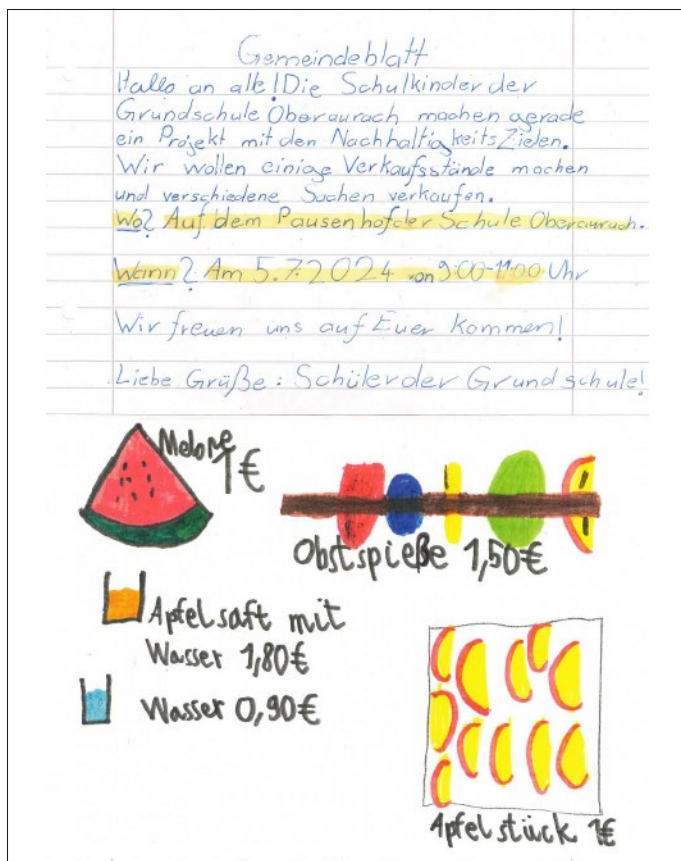 Gemeindeblatt
Hallo an alle! Die Schulkinder der
Grundschule Oberaurach machen gerade
ein Projekt mit den NachhaltigkeitsZielen.
Wir wollen einige Verkaufsstände machen
und verschiedene Sachen verkaufen.
Wo? Auf dem Pausenhof der Schule Oberaurach.
Wann? Am 5.7.2024 von 9:00-11:00 Uhr
Wir freuen uns auf Euer Kommen!
Liebe Grüße: Schüler der Grundschule!
Melone
1€
Obstspieße 1,50€
Apfelsaft mit
Wasser 1,80€
Wasser 0,90€
Apfelstück 1€